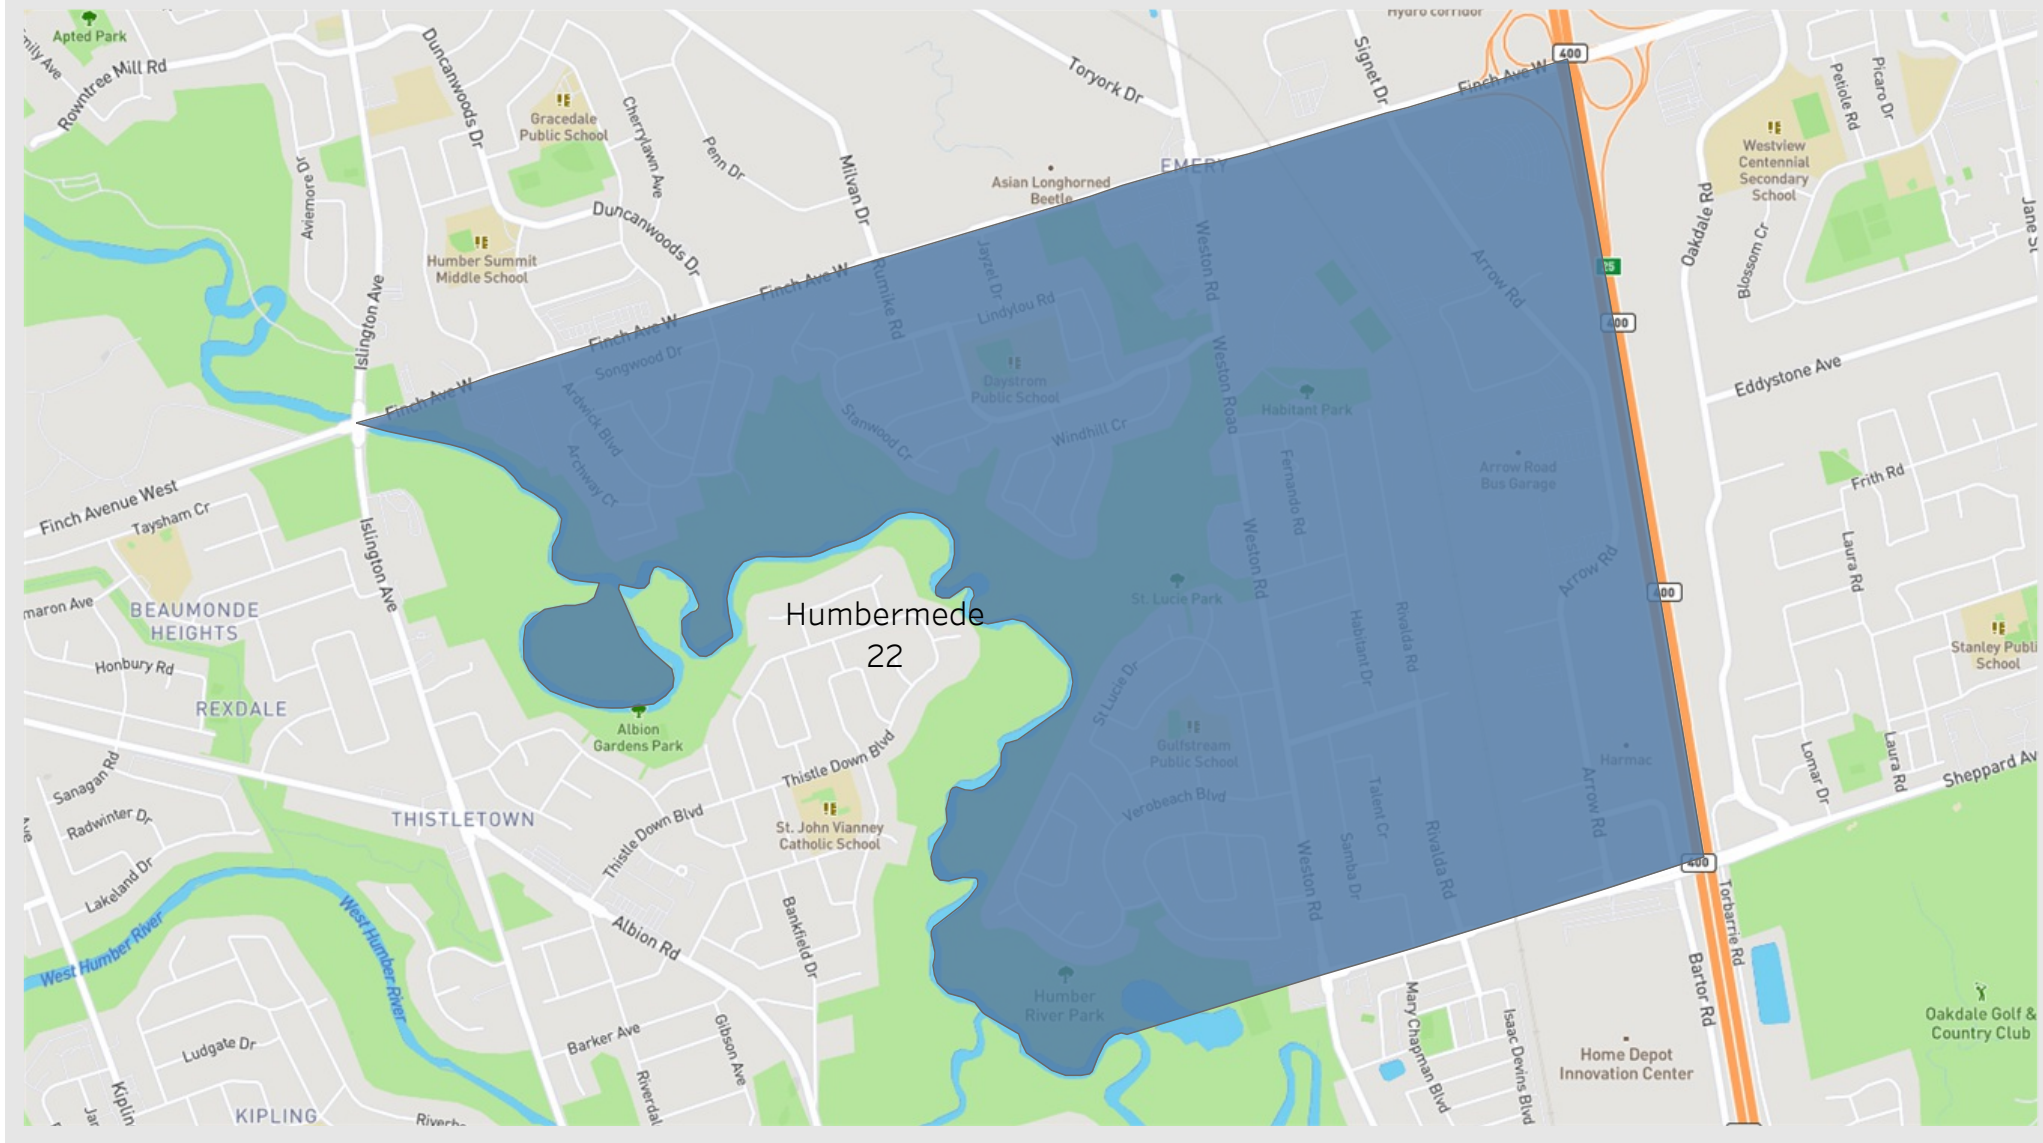 Hydro corridor
Apted Park
Rowntree Mill Rd
Duncanwoods Dr
Toryork Dr
Signet Dr
400
Finch Ave W
Petiole Rd
Picaro Dr
Gracedale
Public School
Cherrylawn Ave
Penn Dr
Milvan Dr
Aviemore Dr
EMERY
Asian Longhorned
Beetle
Westview
Centennial
Secondary
School
Oakdale Rd
Blossom Cr
Duncanwoods Dr
Humber Summit
Middle School
Islington Ave
Finch Ave W
Rumike Rd
Jayzel Dr
Lindylou Rd
Weston Rd
Arrow Rd
400
Finch Ave W
Songwood Dr
Daystrom
Public School
Weston Road
Habitant Park
Eddystone Ave
Finch Ave W
Ardwick Blvd
Archway Cr
Stanwood Cr
Windhill Cr
Fernando Rd
Arrow Road
Bus Garage
Frith Rd
Finch Avenue West
Taysham Cr
Islington Ave
Weston Rd
Arrow Rd
Laura Rd
400
BEAUMONDE
HEIGHTS
Humbermede
22
St. Lucie Park
Habitant Dr
Rivalda Rd
Honbury Rd
School
REXDALE
St Lucie Dr
Albion
Gardens Park
Thistle Down Blvd
Gulfstream
Public School
Harmac
Lomar Dr
Laura Rd
Sanagan Rd
Radwinter Dr
THISTLETOWN
Thistle Down Blvd
St. John Vianney
Catholic School
Verobeach Blvd
Talent Cr
Samba Dr
Rivalda Rd
Arrow Rd
Weston Rd
400
Lakeland Dr
West Humber River
West Humber River
Albion Rd
Bankfield Dr
Humber
River Park
Torbarrie Rd
Bartor Rd
Mary Chapman Blvd
Isaac Devins Blvd
Oakdale Golf &
Country Club
Ludgate Dr
Barker Ave
Gibson Ave
Home Depot
Innovation Center
KIPLING